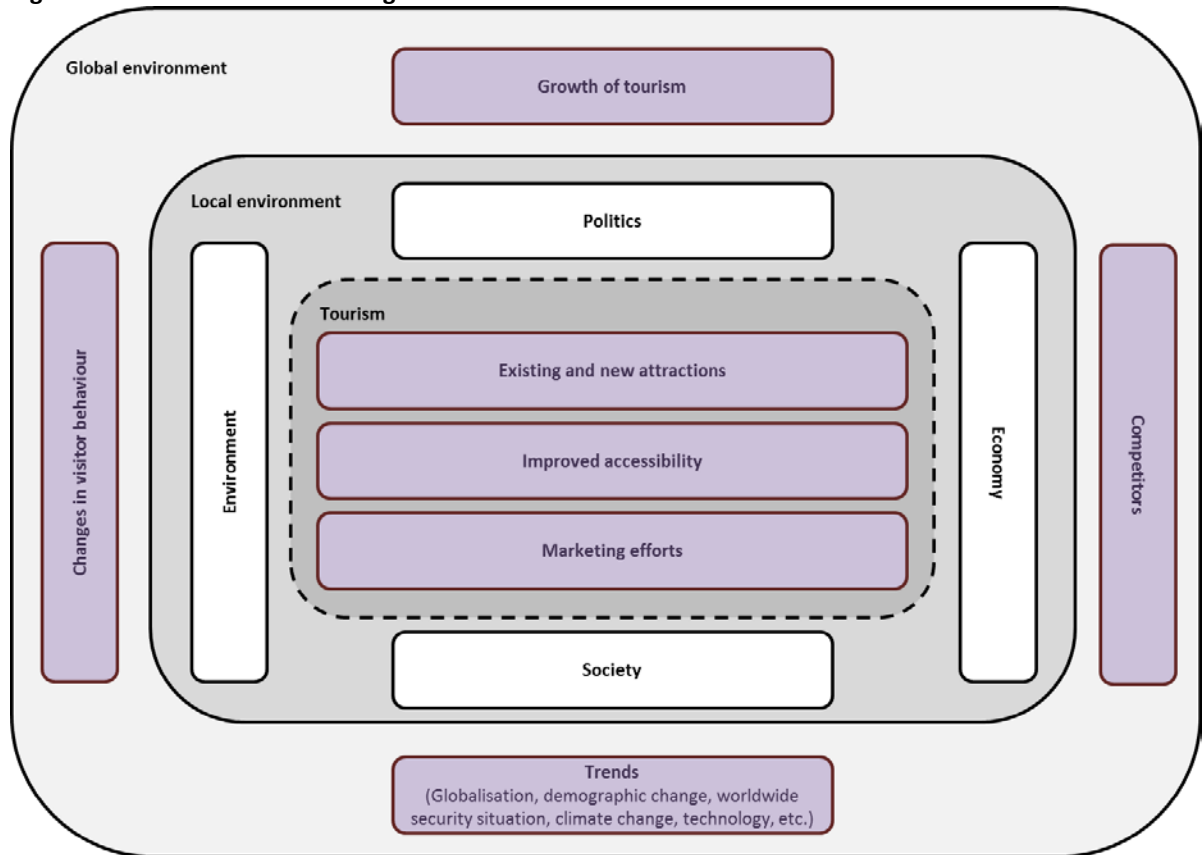 Global environment
Growth of tourism
Local environment
Politics
Tourism
Existing and new attractions
Improved accessibility
Marketing efforts
Changes in visitor behaviour
Environment
Economy
Competitors
Society
Trends
(Globalisation, demographic change, worldwide
security situation, climate change, technology, etc.)